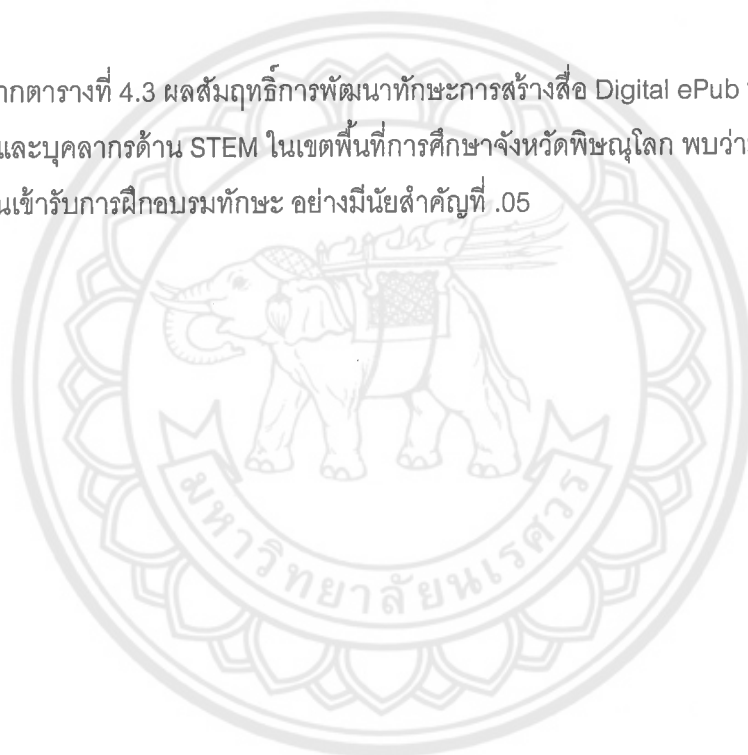 ากตารางที่ 4.3 ผลสัมฤทธิ์การพัฒนาทักษะการสร้างสื่อ Digital ePub
และบุคลากรด้าน STEM ในเขตพื้นที่การศึกษาจังหวัดพิษณุโลก พบว่า
นเข้ารับการฝึกอบรมทักษะ อย่างมีนัยสำคัญที่ .05
มหาวิทยาลัยนเรศวร